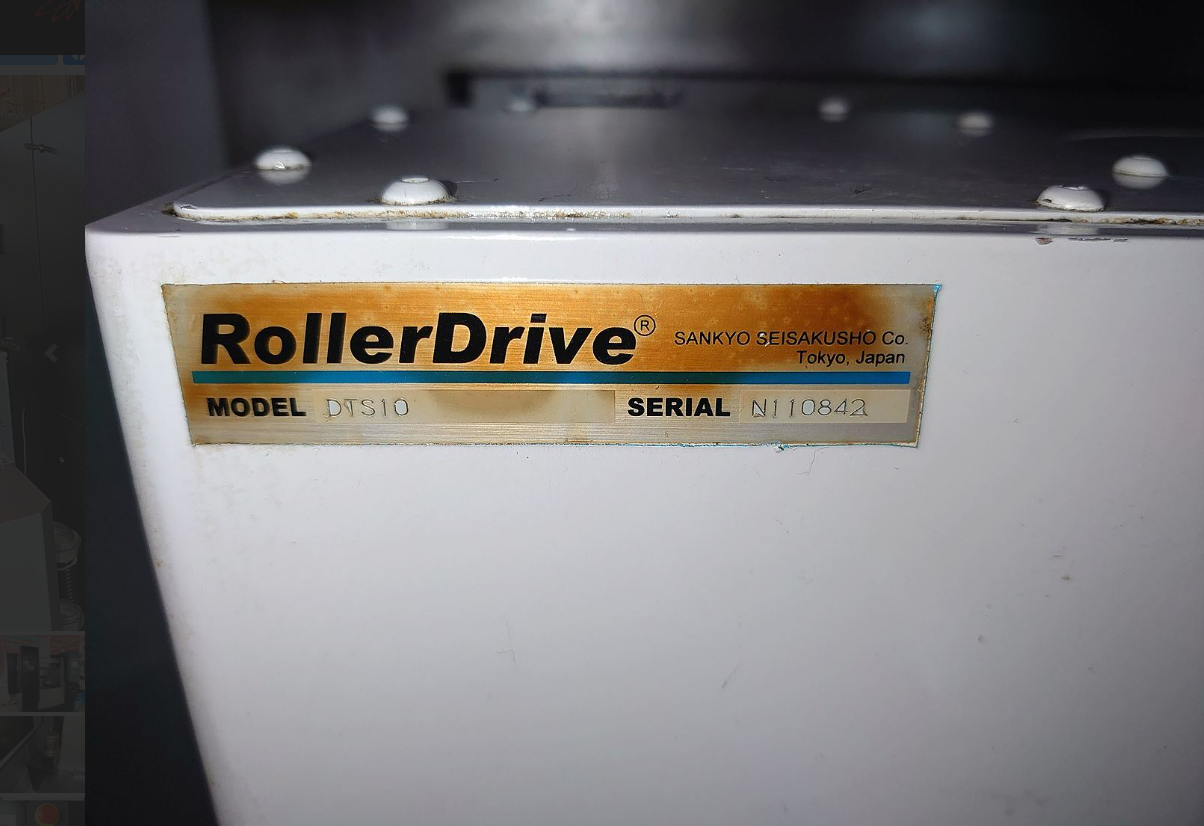 RollerDrive®
SANKYO SEISAKUSHO Co.
Tokyo, Japan
MODEL DTS10 SERIAL N110842